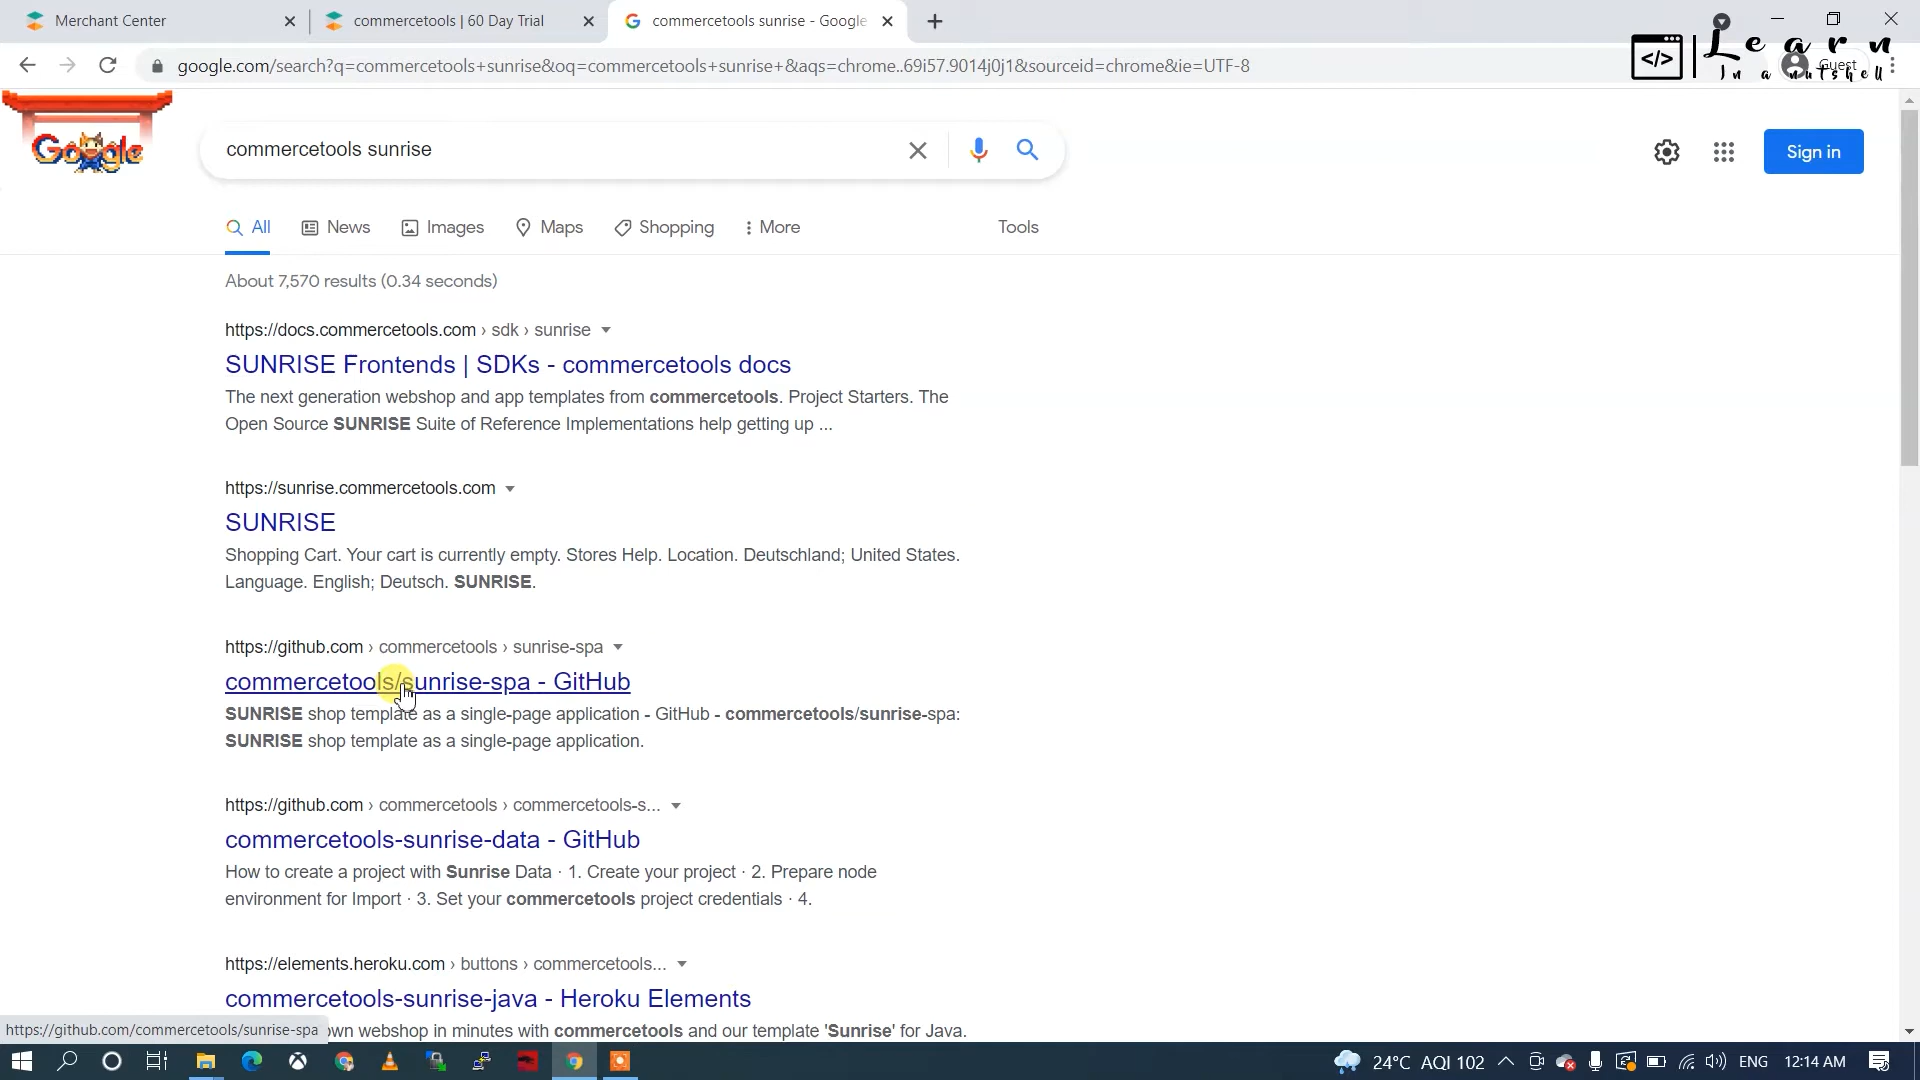 Merchant Center
commercetools | 60 Day Trial
commercetools sunrise - Google
google.com/search?q=commercetools+sunrise&oq=commercetools+sunrise+&aqs=chrome..69i57.9014j0j1&sourceid=chrome&ie=UTF-8
Guest
</> | Learn
In a nutshell
Google
commercetools sunrise
Sign in
All
News
Images
Maps
Shopping
More
Tools
About 7,570 results (0.34 seconds)
https://docs.commercetools.com › sdk › sunrise
SUNRISE Frontends | SDKs - commercetools docs
The next generation webshop and app templates from commercetools. Project Starters. The
Open Source SUNRISE Suite of Reference Implementations help getting up ...
https://sunrise.commercetools.com
SUNRISE
Shopping Cart. Your cart is currently empty. Stores Help. Location. Deutschland; United States.
Language. English; Deutsch. SUNRISE.
https://github.com › commercetools › sunrise-spa
commercetools/sunrise-spa - GitHub
SUNRISE shop template as a single-page application - GitHub - commercetools/sunrise-spa:
SUNRISE shop template as a single-page application.
https://github.com › commercetools › commercetools-s...
commercetools-sunrise-data - GitHub
How to create a project with Sunrise Data · 1. Create your project · 2. Prepare node
environment for Import · 3. Set your commercetools project credentials · 4.
https://elements.heroku.com › buttons › commercetools...
commercetools-sunrise-java - Heroku Elements
own webshop in minutes with commercetools and our template 'Sunrise' for Java.
https://github.com/commercetools/sunrise-spa
24°C AQI 102
ENG
12:14 AM